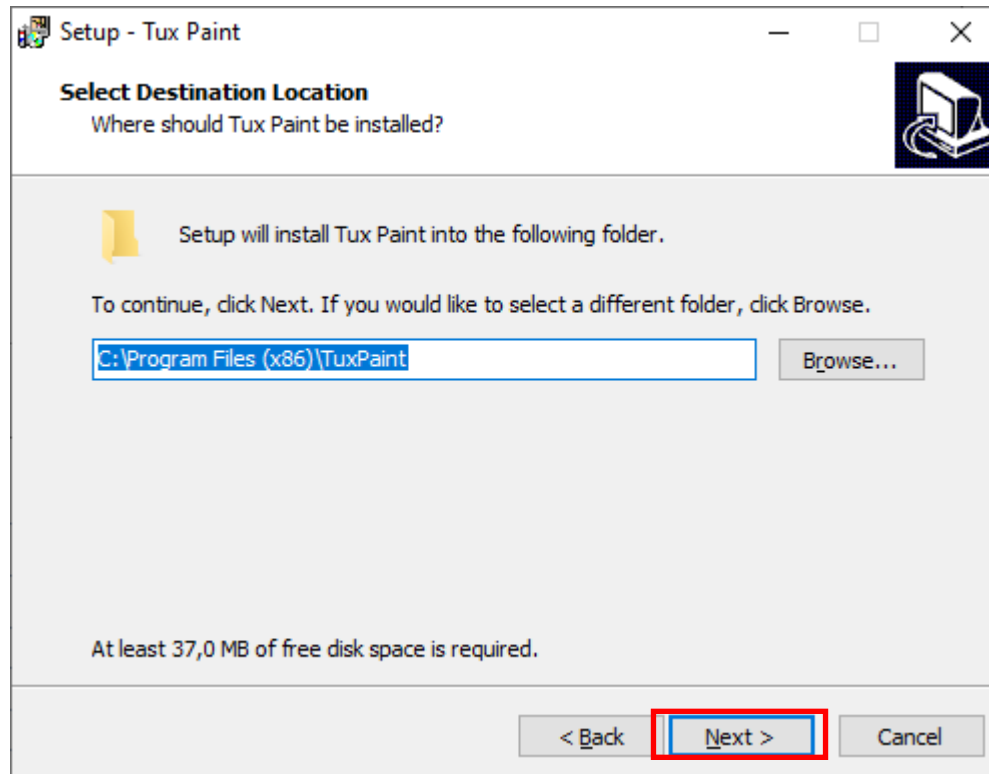 Setup - Tux Paint
Select Destination Location
Where should Tux Paint be installed?
Setup will install Tux Paint into the following folder.
To continue, click Next. If you would like to select a different folder, click Browse.
C:\Program Files (x86)\TuxPaint
Browse...
At least 37,0 MB of free disk space is required.
< Back
Next >
Cancel